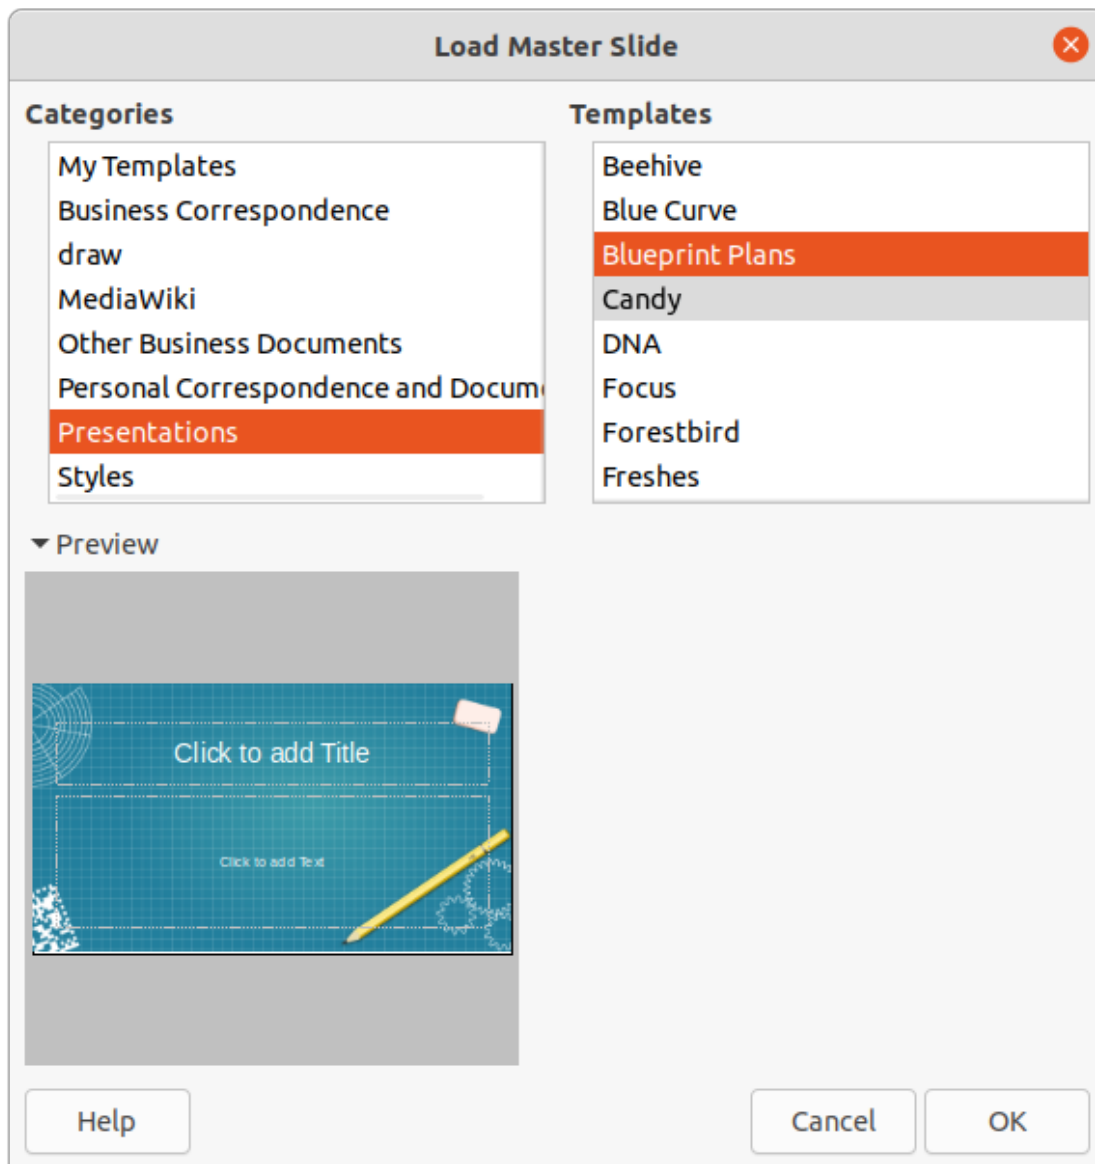 Load Master Slide
Categories
My Templates
Business Correspondence
draw
MediaWiki
Other Business Documents
Personal Correspondence and Docum
Presentations
Styles
Templates
Beehive
Blue Curve
Blueprint Plans
Candy
DNA
Focus
Forestbird
Freshes
Preview
Click to add Title
Click to add Text
Help
Cancel
OK